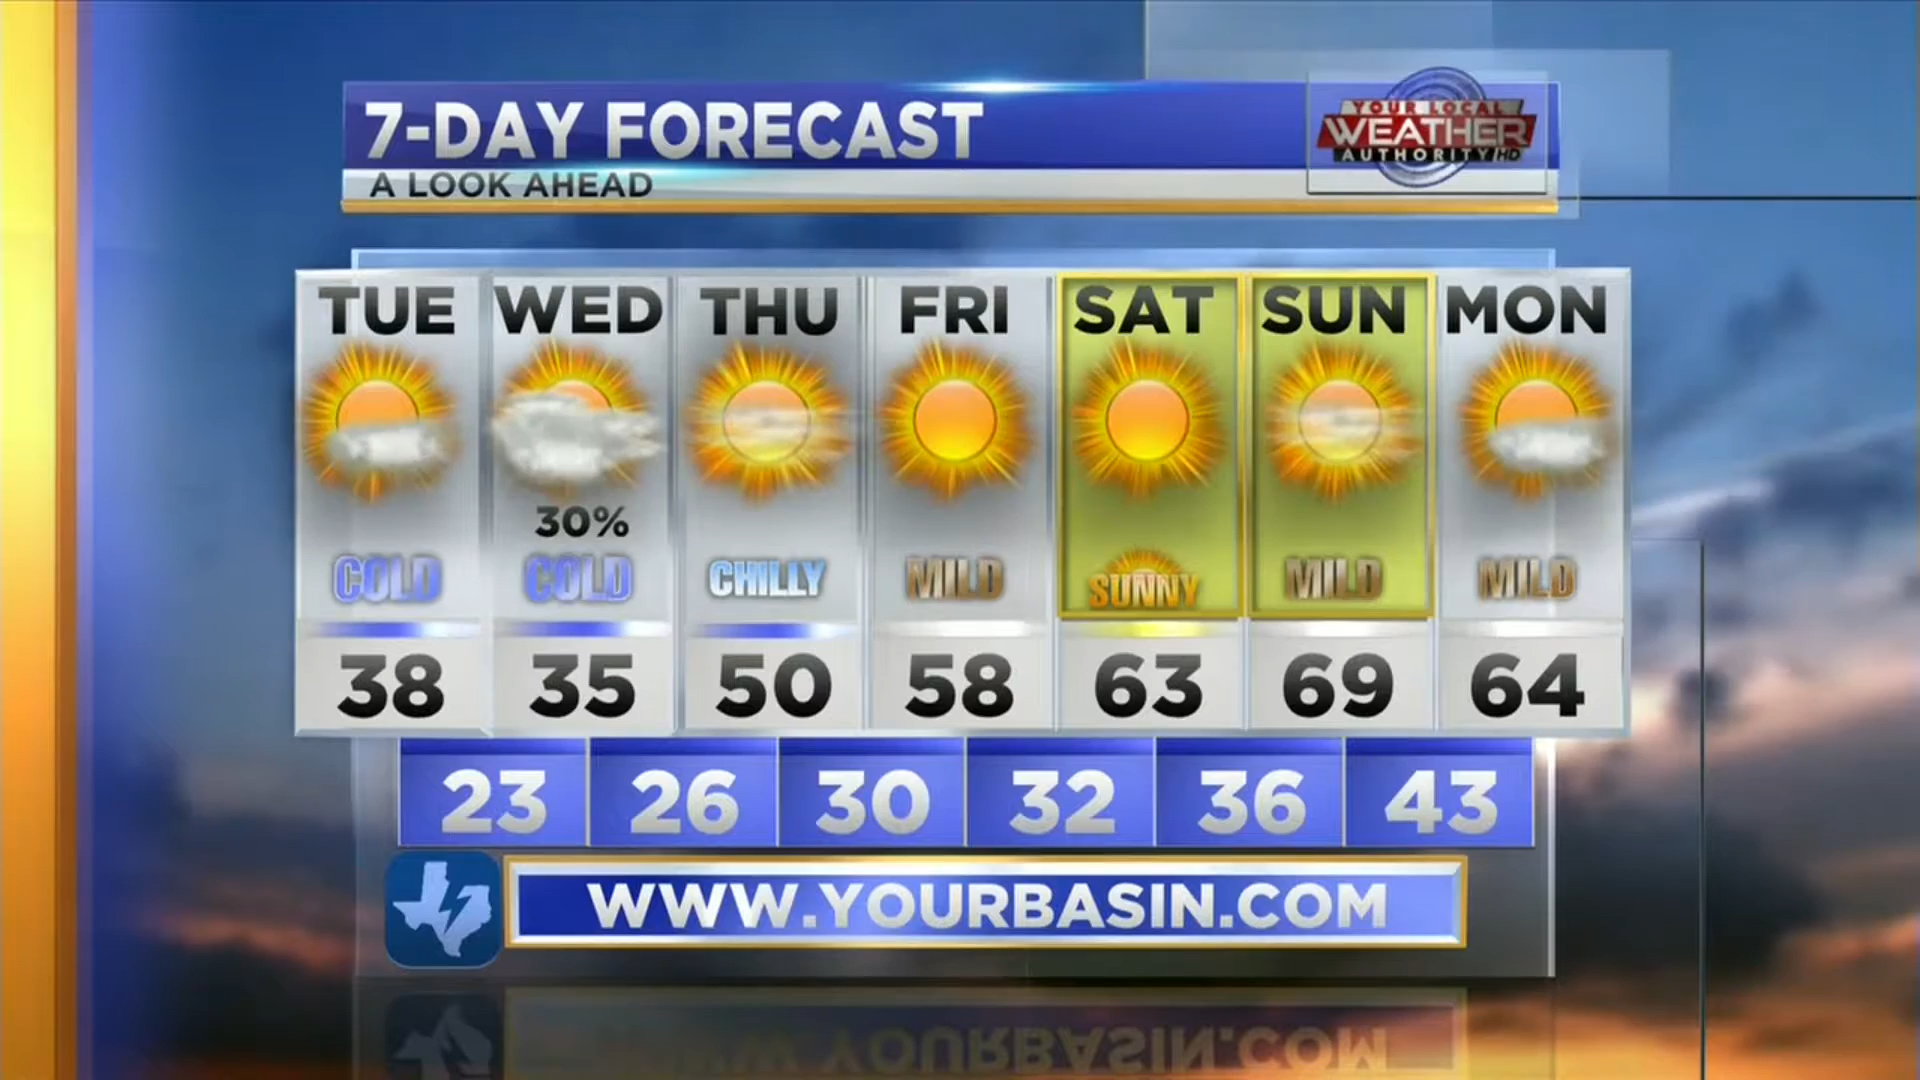 7-DAY FORECAST
A LOOK AHEAD
YOUR LOCAL
WEATHER
AUTHORITY HD
TUE WED THU FRI SAT SUN MON
30%
COLD COLD CHILLY MILD SUNNY MILD MILD
38 35 50 58 63 69 64
23 26 30 32 36 43
WWW.YOURBASIN.COM